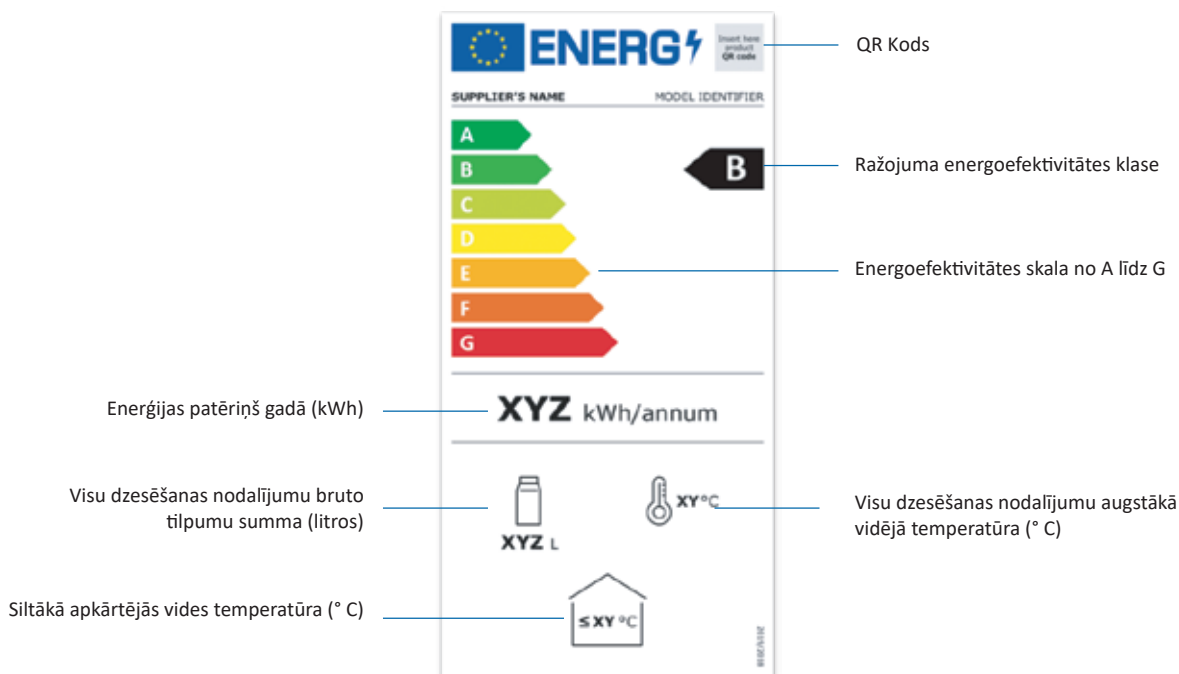 ENERG
Insert here
product
QR code
QR Kods
SUPPLIER'S NAME
MODEL IDENTIFIER
A
B
C
D
E
F
G
B
Ražojuma energoefektivitātes klase
Energoefektivitātes skala no A līdz G
Enerģijas patēriņš gadā (kWh)
XYZ kWh/annum
Visu dzesēšanas nodalījumu bruto
tilpumu summa (litros)
XYZ L
XY°C
Visu dzesēšanas nodalījumu augstākā
vidējā temperatūra (° C)
Siltākā apkārtējās vides temperatūra (° C)
≤ XY °C
2019/2018